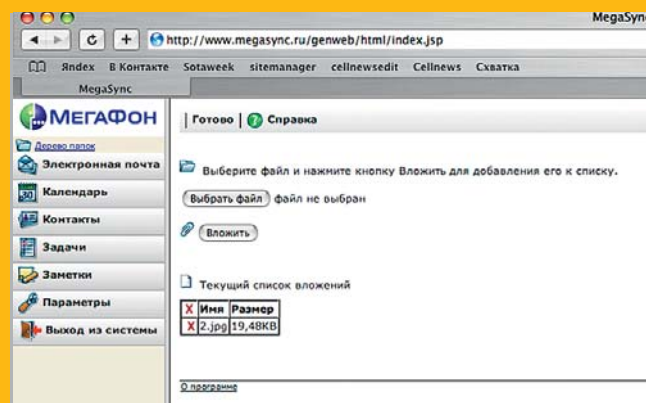 MegaSyn
http://www.megasync.ru/genweb/html/index.jsp
Яndex В Контакте Sotaweek sitemanager cellnewsedit Cellnews Схватка
MegaSync
МЕГАФОН
Готово | ? Справка
Дерево папок
Электронная почта
Календарь
Контакты
Задачи
Заметки
Параметры
Выход из системы
Выберите файл и нажмите кнопку Вложить для добавления его к списку.
Выбрать файл файл не выбран
Вложить
Текущий список вложений
X Имя Размер
X 2.jpg 19,48KB
О программе